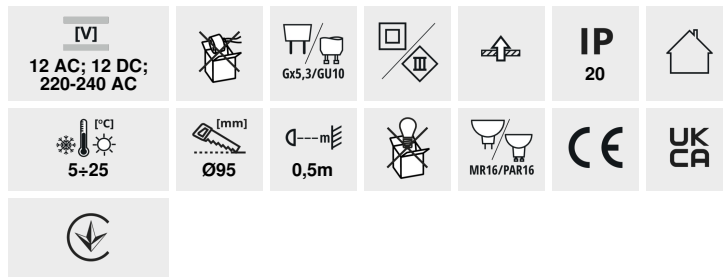 [V]
12 AC; 12 DC;
220-240 AC
Gx5,3/GU10
III
IP
20
[°C]
5÷25
[mm]
Ø95
m
0,5m
MR16/PAR16
CE
UK
CA